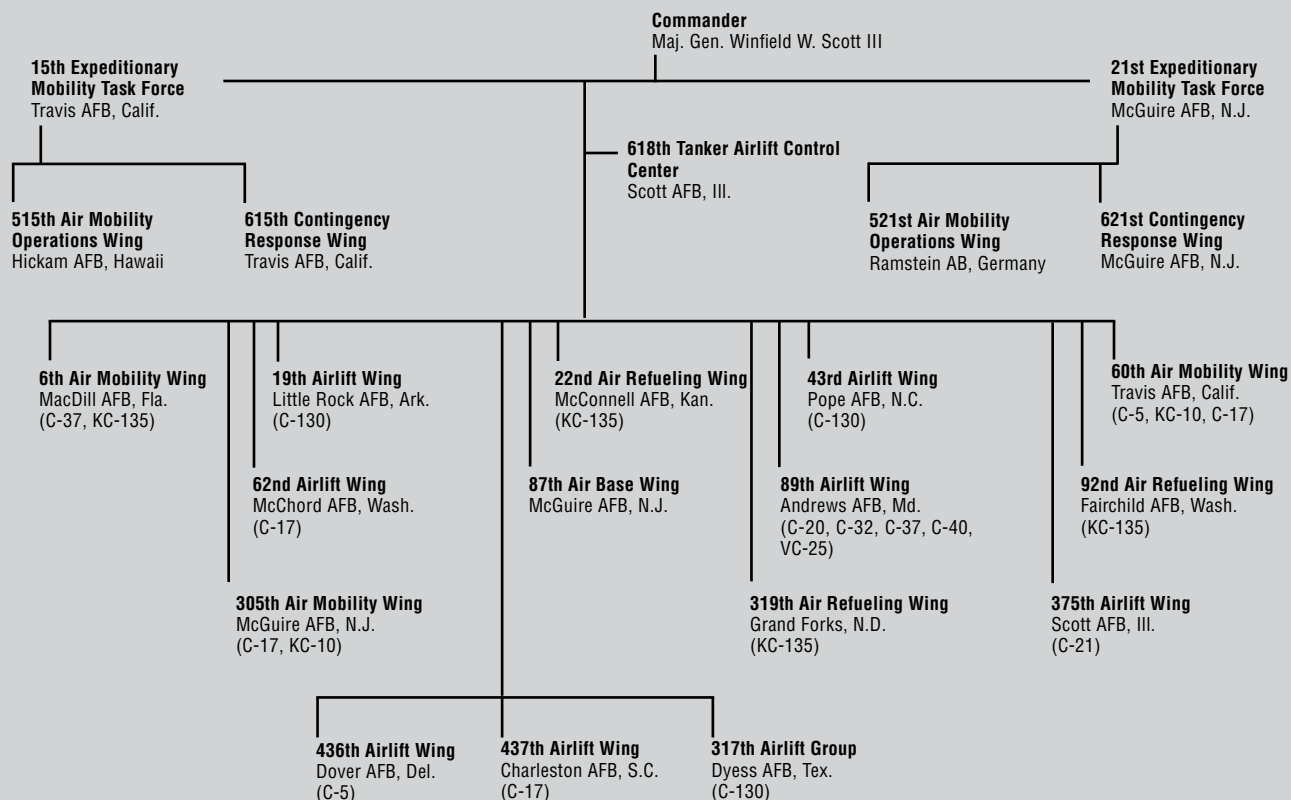 Commander
Maj. Gen. Winfield W. Scott III
15th Expeditionary
Mobility Task Force
Travis AFB, Calif.
21st Expeditionary
Mobility Task Force
McGuire AFB, N.J.
618th Tanker Airlift Control
Center
Scott AFB, Ill.
515th Air Mobility
Operations Wing
Hickam AFB, Hawaii
615th Contingency
Response Wing
Travis AFB, Calif.
521st Air Mobility
Operations Wing
Ramstein AB, Germany
621st Contingency
Response Wing
McGuire AFB, N.J.
6th Air Mobility Wing
MacDill AFB, Fla.
(C-37, KC-135)
19th Airlift Wing
Little Rock AFB, Ark.
(C-130)
22nd Air Refueling Wing
McConnell AFB, Kan.
(KC-135)
43rd Airlift Wing
Pope AFB, N.C.
(C-130)
60th Air Mobility Wing
Travis AFB, Calif.
(C-5, KC-10, C-17)
62nd Airlift Wing
McChord AFB, Wash.
(C-17)
87th Air Base Wing
McGuire AFB, N.J.
89th Airlift Wing
Andrews AFB, Md.
(C-20, C-32, C-37, C-40,
VC-25)
92nd Air Refueling Wing
Fairchild AFB, Wash.
(KC-135)
305th Air Mobility Wing
McGuire AFB, N.J.
(C-17, KC-10)
319th Air Refueling Wing
Grand Forks, N.D.
(KC-135)
375th Airlift Wing
Scott AFB, Ill.
(C-21)
436th Airlift Wing
Dover AFB, Del.
(C-5)
437th Airlift Wing
Charleston AFB, S.C.
(C-17)
317th Airlift Group
Dyess AFB, Tex.
(C-130)